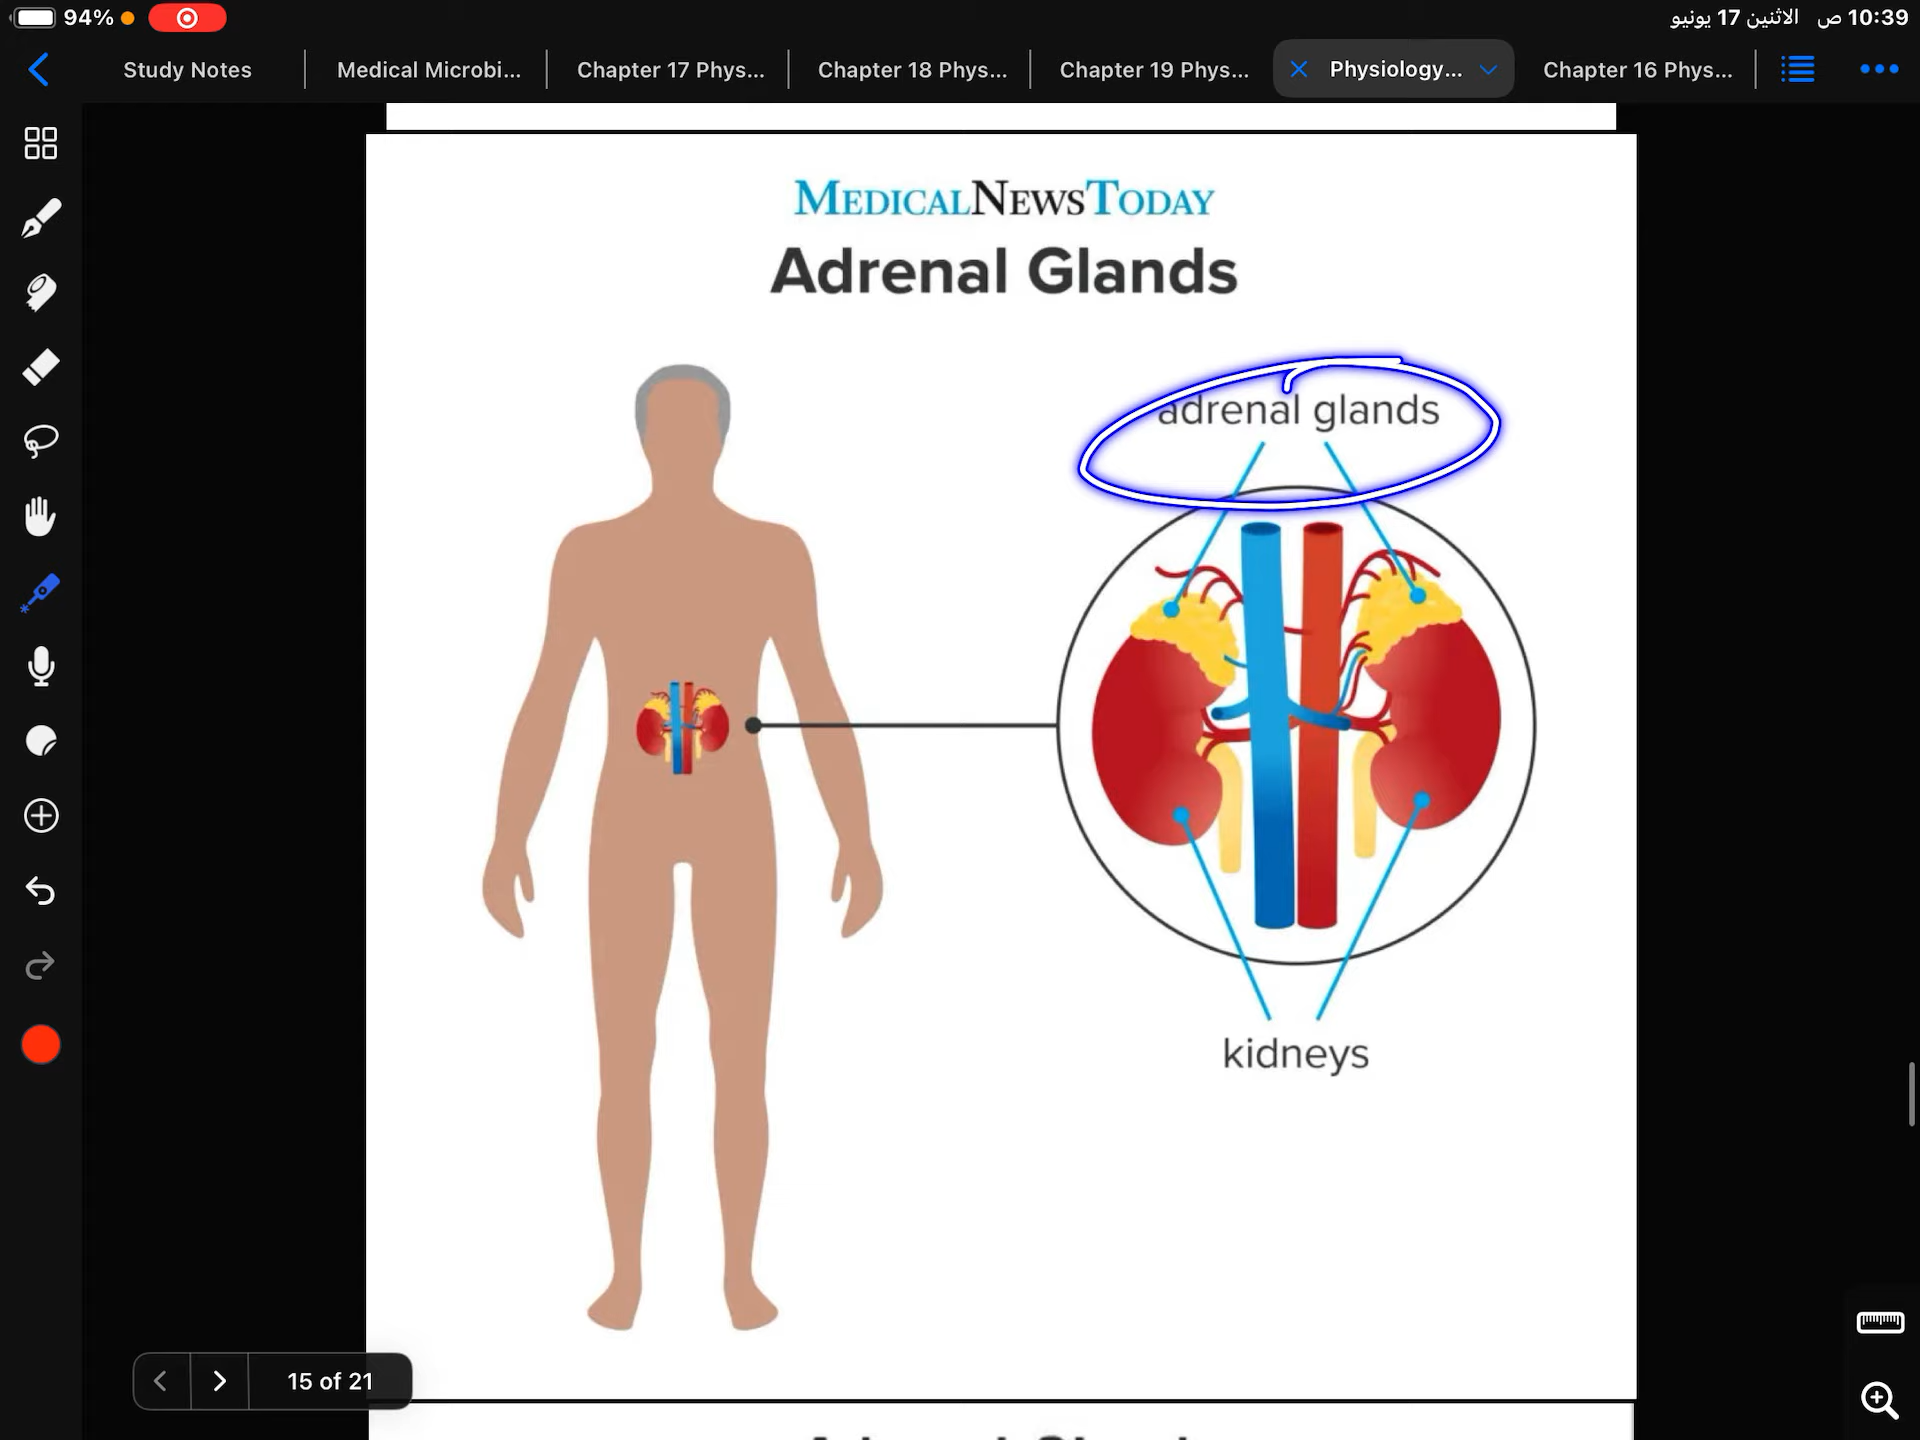 94%
10:39 ص الاثنين 17 يونيو
Study Notes
Medical Microbi...
Chapter 17 Phys...
Chapter 18 Phys...
Chapter 19 Phys...
Physiology...
Chapter 16 Phys...
MEDICALNEWSTODAY
Adrenal Glands
adrenal glands
kidneys
15 of 21